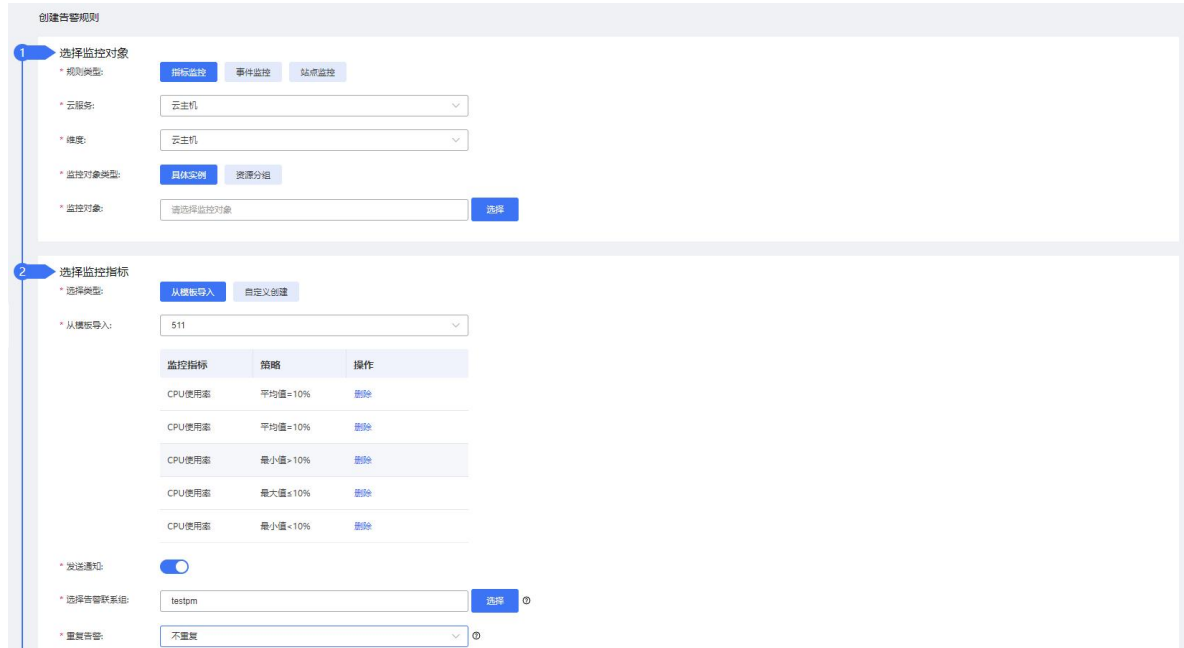 创建告警规则
1 选择监控对象
* 规则类型: 指标监控 事件监控 站点监控
* 云服务: 云主机
* 维度: 云主机
* 监控对象类型: 具体实例 资源分组
* 监控对象: 请选择监控对象 选择
2 选择监控指标
* 选择类型: 从模板导入 自定义创建
* 从模板导入: 511
监控指标 策略 操作
CPU使用率 平均值=10% 删除
CPU使用率 平均值=10% 删除
CPU使用率 最小值>10% 删除
CPU使用率 最大值≤10% 删除
CPU使用率 最小值<10% 删除
* 发送通知:
* 选择告警联系组: testpm 选择 ?
* 重复告警: 不重复 ?